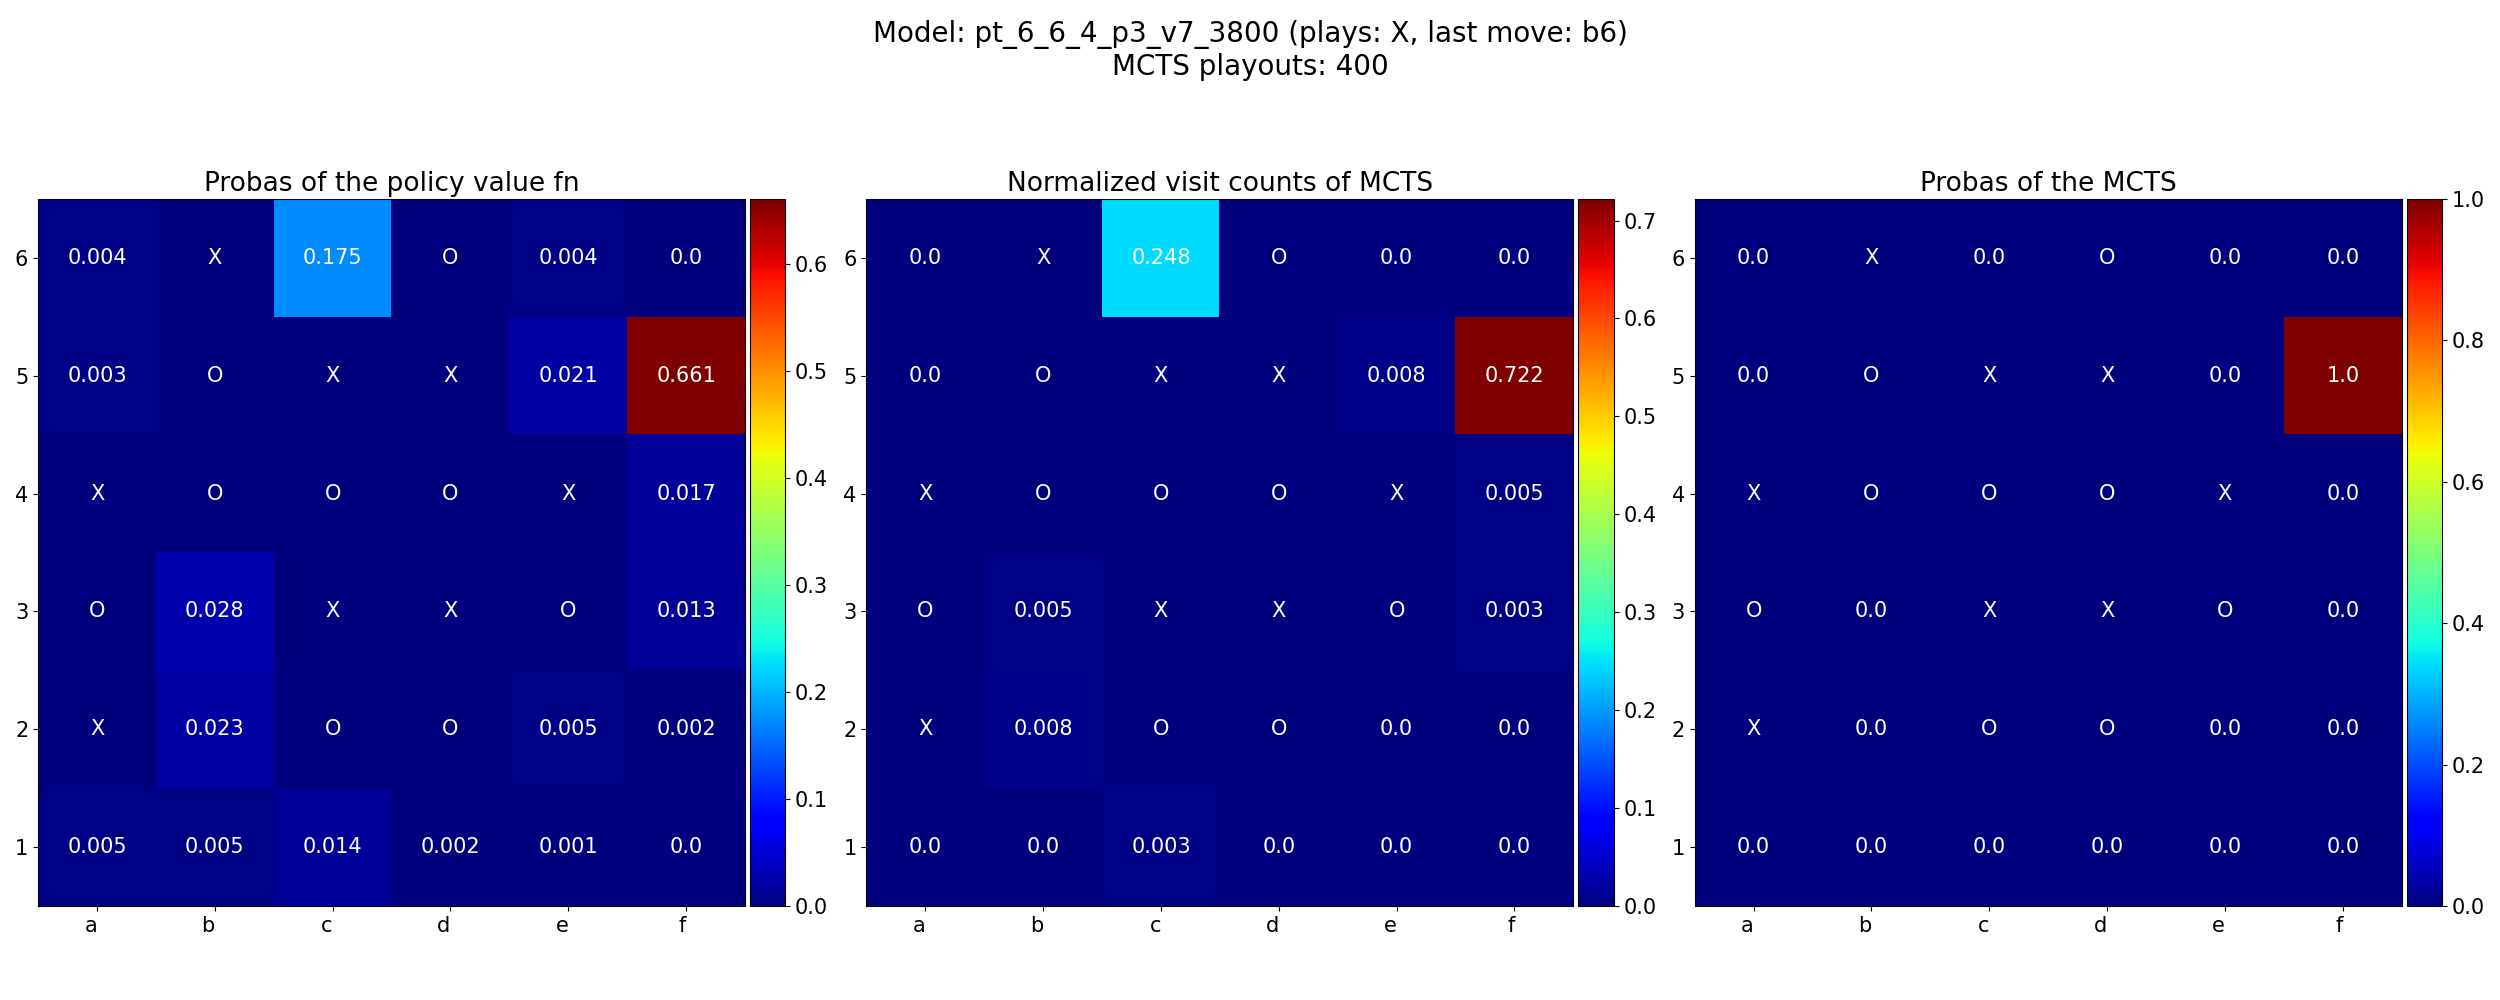 Model: pt_6_6_4_p3_v7_3800 (plays: X, last move: b6)
MCTS playouts: 400
Probas of the policy value fn
6 0.004 X 0.175 O 0.004 0.0
5 0.003 O X X 0.021 0.661
4 X O O O X 0.017
3 O 0.028 X X O 0.013
2 X 0.023 O O 0.005 0.002
1 0.005 0.005 0.014 0.002 0.001 0.0
a b c d e f
0.6
0.5
0.4
0.3
0.2
0.1
0.0
Normalized visit counts of MCTS
6 0.0 X 0.248 O 0.0 0.0
5 0.0 O X X 0.008 0.722
4 X O O O X 0.005
3 O 0.005 X X O 0.003
2 X 0.008 O O 0.0 0.0
1 0.0 0.0 0.003 0.0 0.0 0.0
a b c d e f
0.7
0.6
0.5
0.4
0.3
0.2
0.1
0.0
Probas of the MCTS
6 0.0 X 0.0 O 0.0 0.0
5 0.0 O X X 0.0 1.0
4 X O O O X 0.0
3 O 0.0 X X O 0.0
2 X 0.0 O O 0.0 0.0
1 0.0 0.0 0.0 0.0 0.0 0.0
a b c d e f
1.0
0.8
0.6
0.4
0.2
0.0